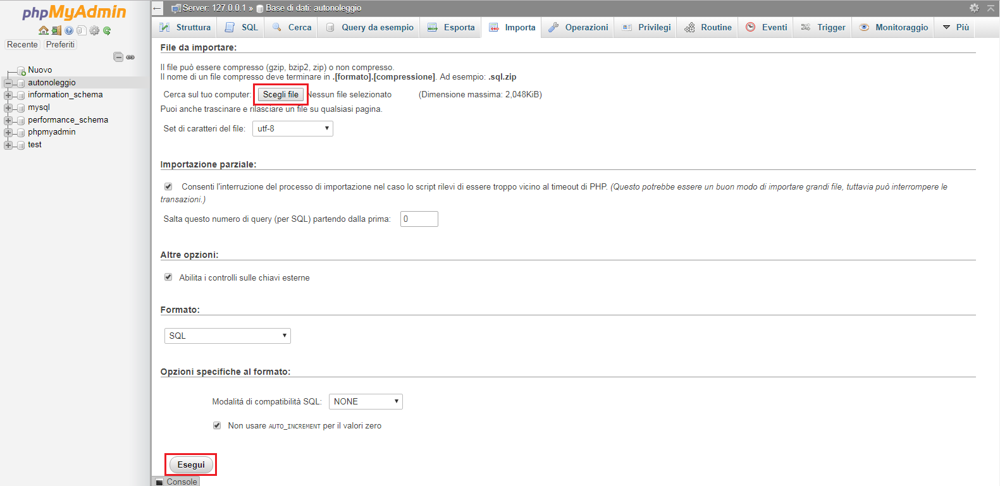 phpMyAdmin
Recente Preferiti
Nuovo
autonoleggio
information_schema
mysql
performance_schema
phpmyadmin
test
Server: 127.0.0.1 » Base di dati: autonoleggio
Struttura SQL Cerca Query da esempio Esporta Importa Operazioni Privilegi Routine Eventi Trigger Monitoraggio Più
File da importare:
Il file può essere compresso (gzip, bzip2, zip) o non compresso.
Il nome di un file compresso deve terminare in .[formato].[compressione]. Ad esempio: .sql.zip
Cerca sul tuo computer: Scegli file Nessun file selezionato (Dimensione massima: 2,048KiB)
Puoi anche trascinare e rilasciare un file su qualsiasi pagina.
Set di caratteri del file: utf-8
Importazione parziale:
Consenti l'interruzione del processo di importazione nel caso lo script rilevi di essere troppo vicino al timeout di PHP. (Questo potrebbe essere un buon modo di importare grandi file, tuttavia può interrompere le
transazioni.)
Salta questo numero di query (per SQL) partendo dalla prima: 0
Altre opzioni:
Abilita i controlli sulle chiavi esterne
Formato:
SQL
Opzioni specifiche al formato:
Modalitá di compatibilità SQL: NONE
Non usare AUTO_INCREMENT per il valori zero
Esegui
Console